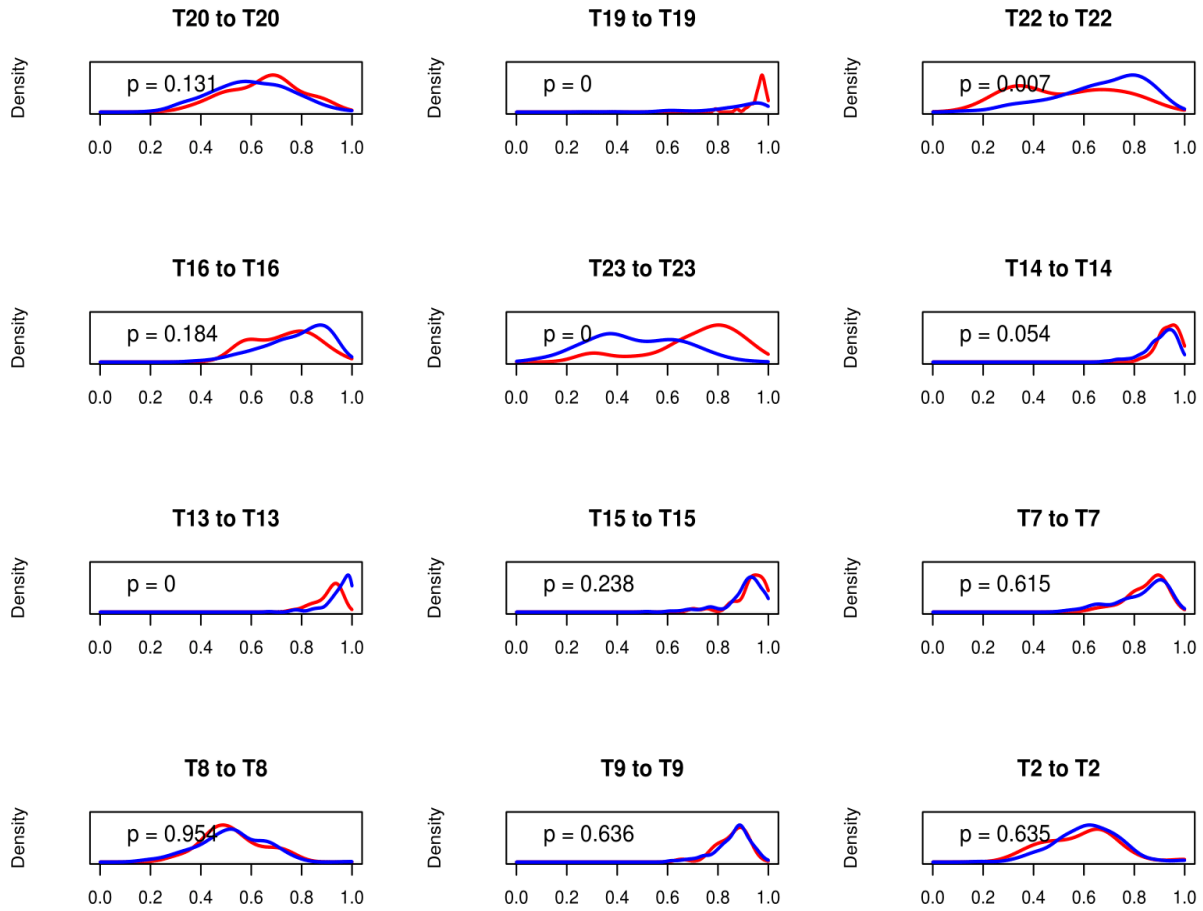 T20 to T20
Density
p = 0.131
0.0 0.2 0.4 0.6 0.8 1.0
T19 to T19
Density
p = 0
0.0 0.2 0.4 0.6 0.8 1.0
T22 to T22
Density
p = 0.007
0.0 0.2 0.4 0.6 0.8 1.0
T16 to T16
Density
p = 0.184
0.0 0.2 0.4 0.6 0.8 1.0
T23 to T23
Density
p = 0
0.0 0.2 0.4 0.6 0.8 1.0
T14 to T14
Density
p = 0.054
0.0 0.2 0.4 0.6 0.8 1.0
T13 to T13
Density
p = 0
0.0 0.2 0.4 0.6 0.8 1.0
T15 to T15
Density
p = 0.238
0.0 0.2 0.4 0.6 0.8 1.0
T7 to T7
Density
p = 0.615
0.0 0.2 0.4 0.6 0.8 1.0
T8 to T8
Density
p = 0.954
0.0 0.2 0.4 0.6 0.8 1.0
T9 to T9
Density
p = 0.636
0.0 0.2 0.4 0.6 0.8 1.0
T2 to T2
Density
p = 0.635
0.0 0.2 0.4 0.6 0.8 1.0